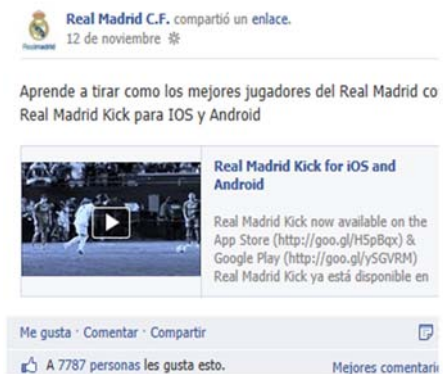 Real Madrid C.F. compartió un enlace.
12 de noviembre
Aprende a tirar como los mejores jugadores del Real Madrid co
Real Madrid Kick para IOS y Android
Real Madrid Kick for iOS and
Android
Real Madrid Kick now available on the
App Store (http://goo.gl/H5pBqx) &
Google Play (http://goo.gl/ySGVRM)
Real Madrid Kick ya está disponible en
Me gusta · Comentar · Compartir
A 7787 personas les gusta esto.
Mejores comentari